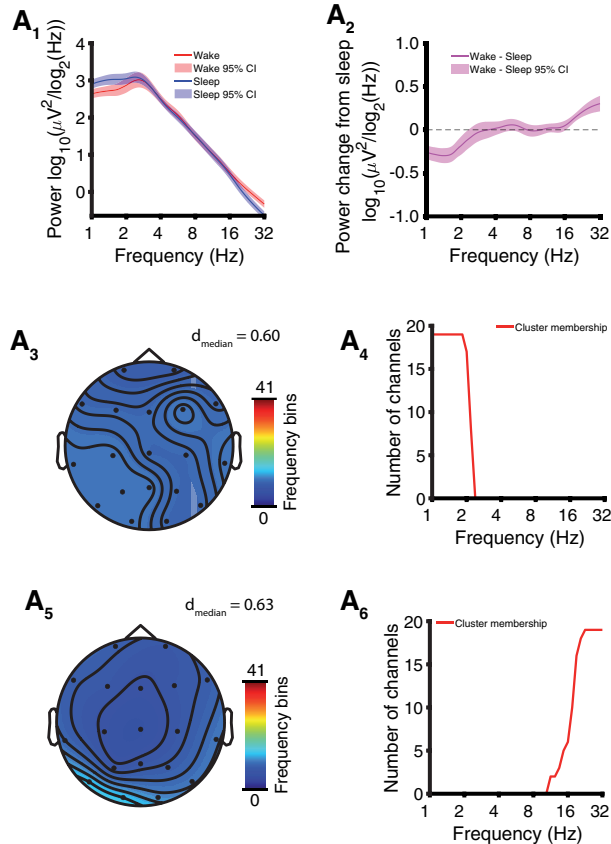 A1
Power log10(μV2/log2(Hz))
4
3
2
1
0
Wake
Wake 95% CI
Sleep
Sleep 95% CI
1 2 4 8 16 32
Frequency (Hz)
A2
Power change from sleep
log10(μV2/log2(Hz))
1.0
0.5
0
-0.5
-1.0
Wake - Sleep
Wake - Sleep 95% CI
1 2 4 8 16 32
Frequency (Hz)
A3
dmedian = 0.60
41
0
Frequency bins
A4
Number of channels
20
15
10
5
0
Cluster membership
1 2 4 8 16 32
Frequency (Hz)
A5
dmedian = 0.63
41
0
Frequency bins
A6
Number of channels
20
15
10
5
0
Cluster membership
1 2 4 8 16 32
Frequency (Hz)